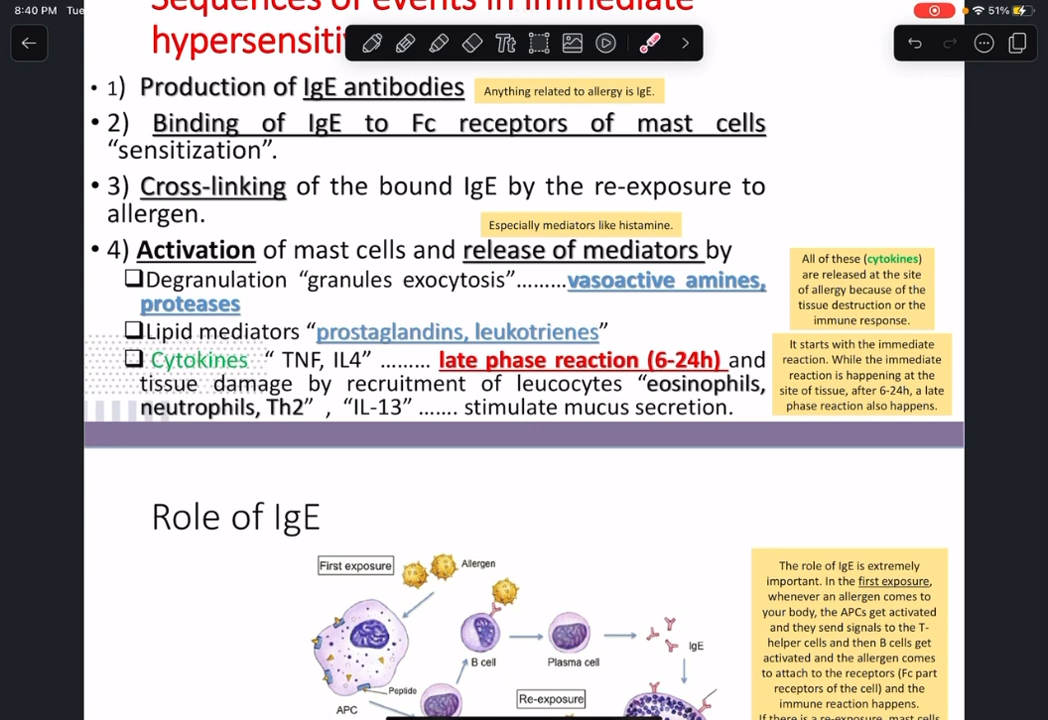 8:40 PM Tue
51%
Sequences of events in immediate
hypersensiti
Tt
• 1) Production of IgE antibodies
Anything related to allergy is IgE.
• 2) Binding of IgE to Fc receptors of mast cells
“sensitization”.
• 3) Cross-linking of the bound IgE by the re-exposure to
allergen.
Especially mediators like histamine.
• 4) Activation of mast cells and release of mediators by
❑Degranulation “granules exocytosis”.........vasoactive amines,
proteases
❑Lipid mediators “prostaglandins, leukotrienes”
❑ Cytokines “ TNF, IL4” ......... late phase reaction (6-24h) and
tissue damage by recruitment of leucocytes “eosinophils,
neutrophils, Th2” , “IL-13” ....... stimulate mucus secretion.
All of these (cytokines)
are released at the site
of allergy because of the
tissue destruction or the
immune response.
It starts with the immediate
reaction. While the immediate
reaction is happening at the
site of tissue, after 6-24h, a late
phase reaction also happens.
Role of IgE
First exposure
Allergen
B cell
Plasma cell
IgE
Peptide
APC
Re-exposure
The role of IgE is extremely
important. In the first exposure,
whenever an allergen comes to
your body, the APCs get activated
and they send signals to the T-
helper cells and then B cells get
activated and the allergen comes
to attach to the receptors (Fc part
receptors of the cell) and the
immune reaction happens.
If there is a re-exposure, mast cells